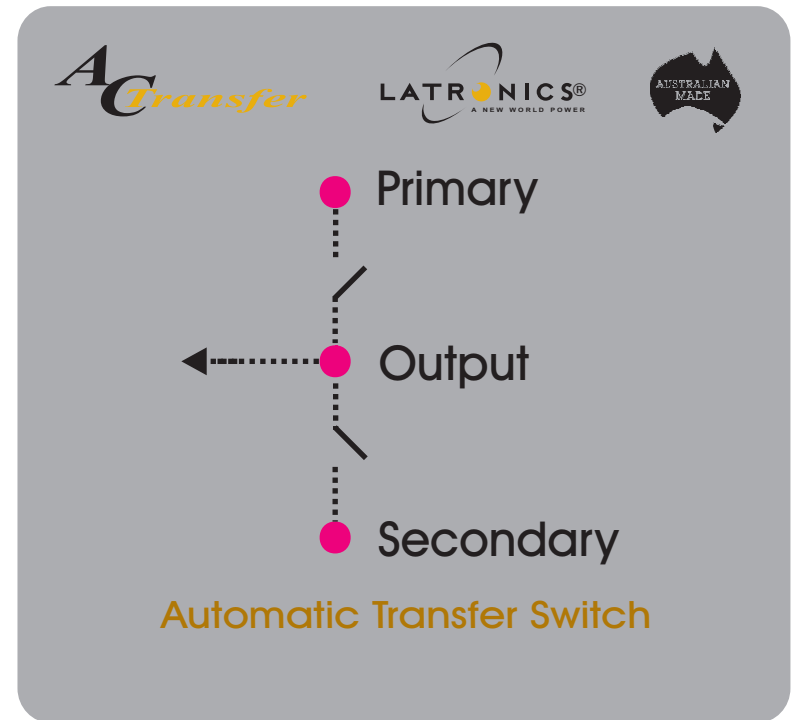 AC Transfer
LATRONICS®
A NEW WORLD POWER
AUSTRALIAN
MADE
Primary
Output
Secondary
Automatic Transfer Switch